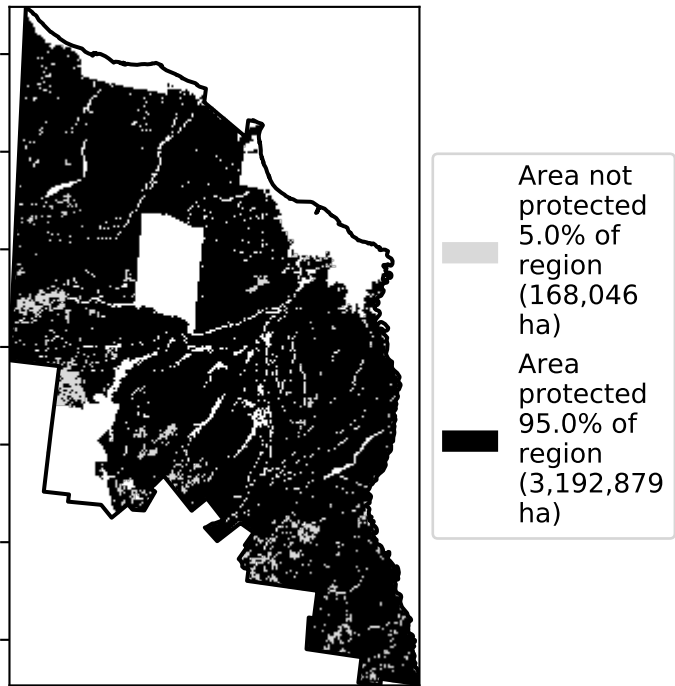 Area not
protected
5.0% of
region
(168,046
ha)
Area
protected
95.0% of
region
(3,192,879
ha)